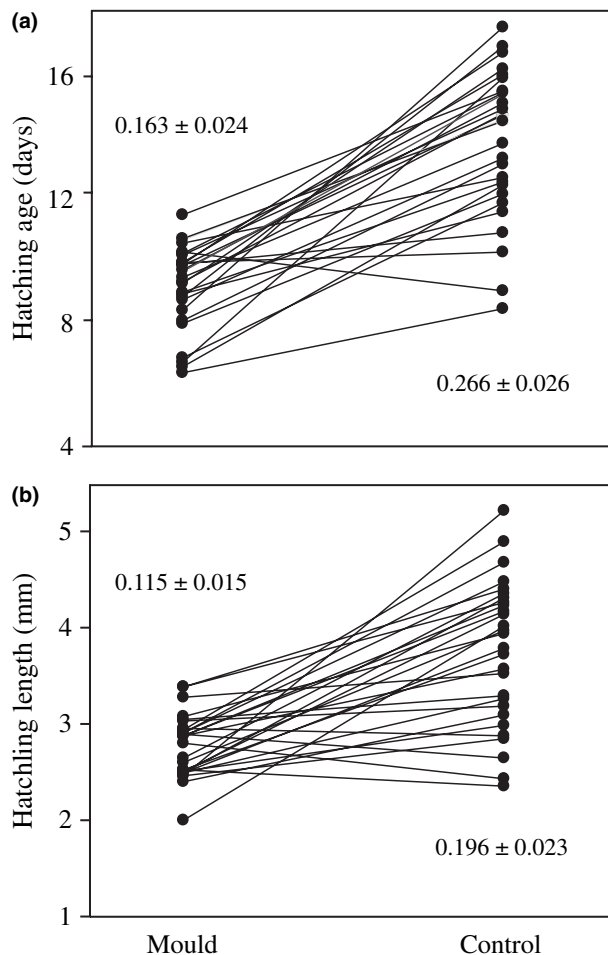 (a)
Hatching age (days)
16
12
8
4
0.163 ± 0.024
0.266 ± 0.026
(b)
Hatchling length (mm)
5
4
3
2
1
0.115 ± 0.015
0.196 ± 0.023
Mould Control